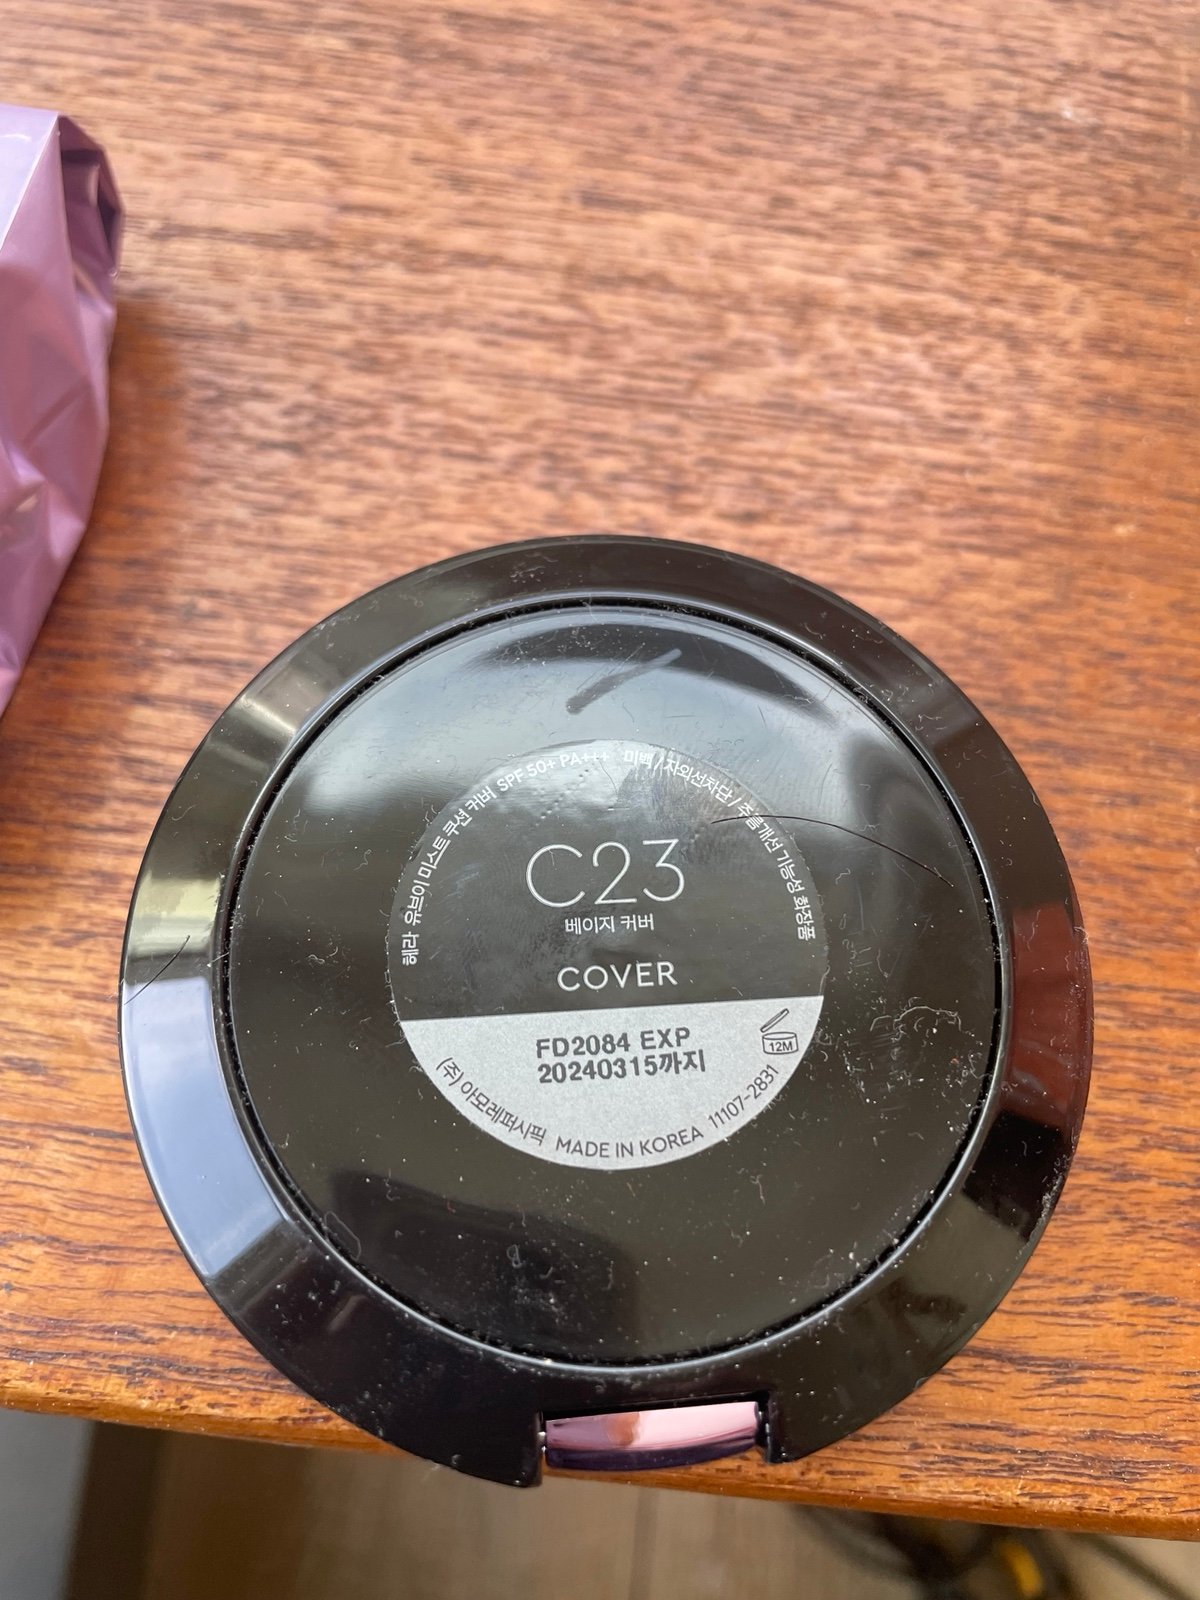 헤라 유브이 미스트 쿠션 커버 SPF 50+ PA+++ 미백 / 자외선차단 / 주름개선 기능성 화장품
C23
베이지 커버
COVER
FD2084 EXP
20240315까지
12M
(주) 아모레퍼시픽 MADE IN KOREA 11107-2831